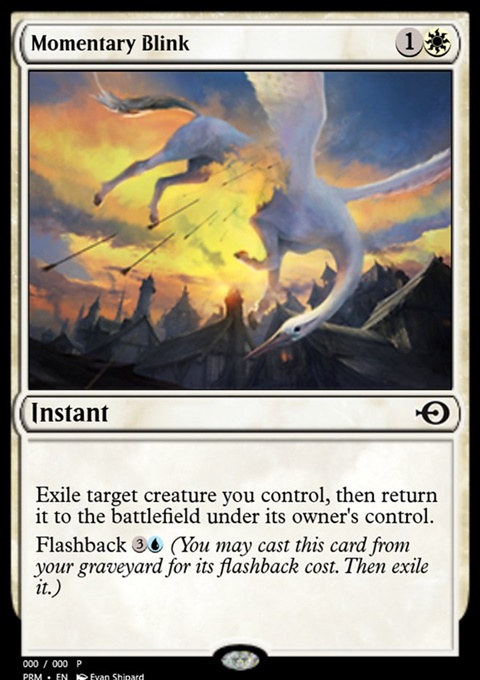 Momentary Blink 1
Instant
Exile target creature you control, then return
it to the battlefield under its owner's control.
Flashback 3 (You may cast this card from
your graveyard for its flashback cost. Then exile
it.)
000 / 000 P
PRM • EN Evan Shipard